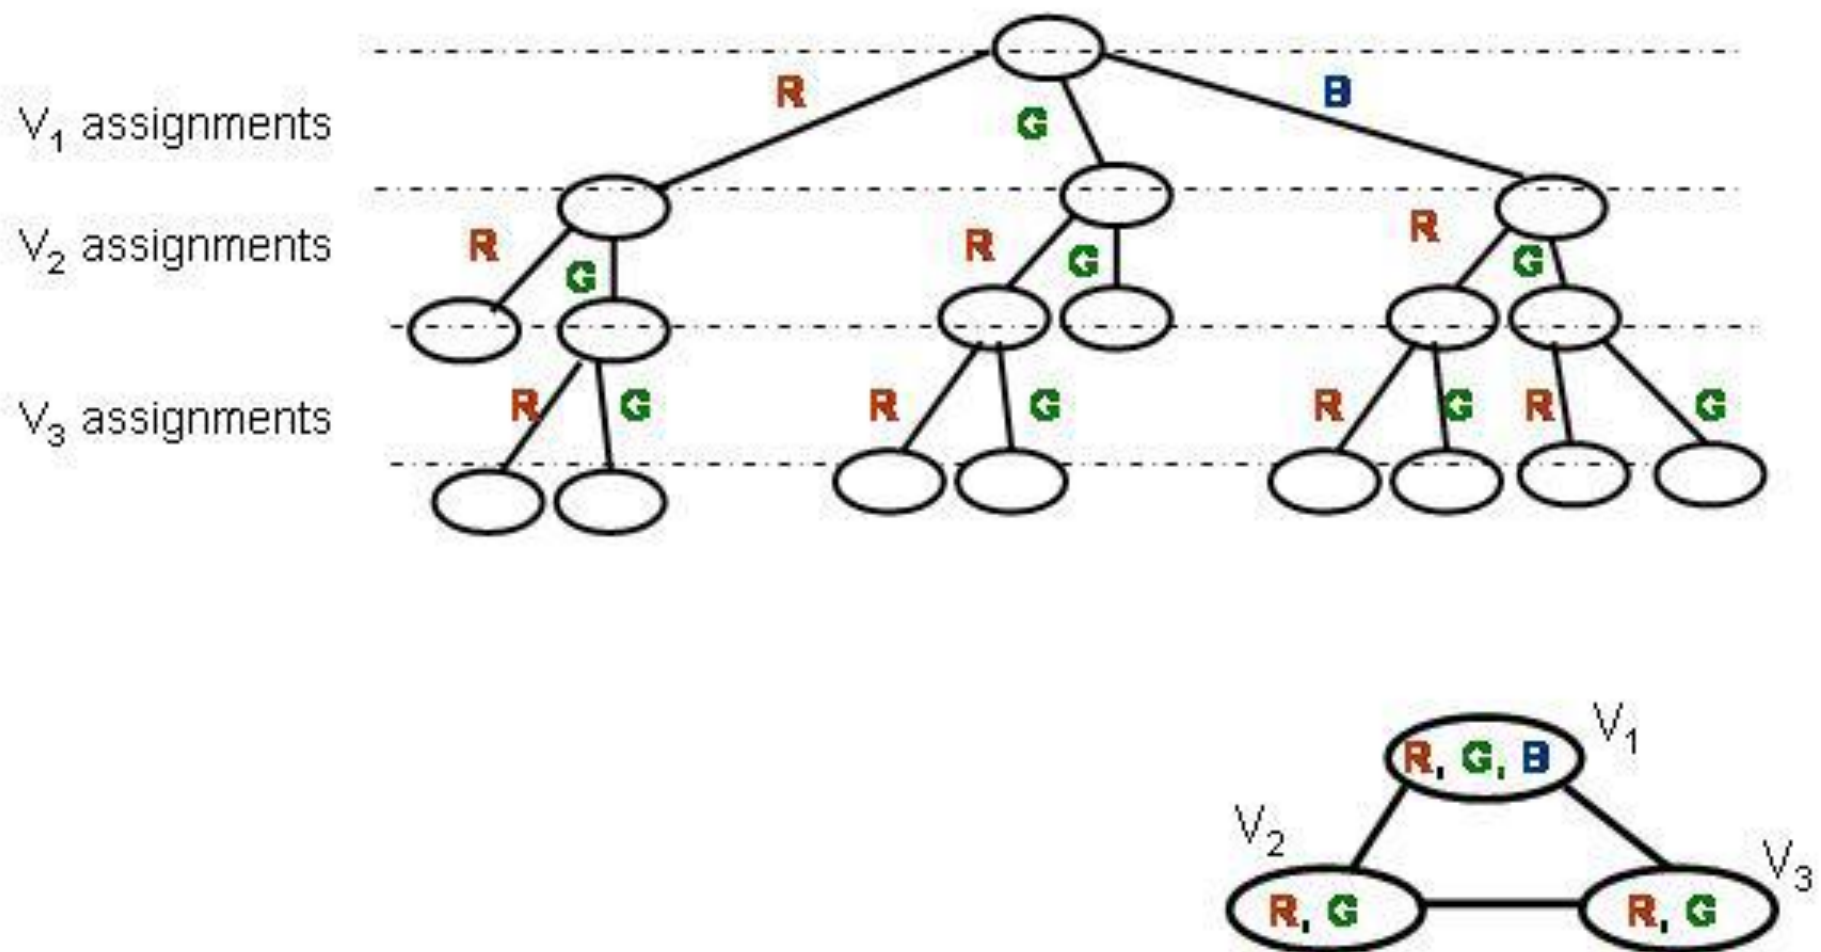 R
B
V₁ assignments
G
V₂ assignments
R
G
R
G
R
G
V₃ assignments
R
G
R
G
R
G
R
G
V₁
R, G, B
V₂
V₃
R, G
R, G